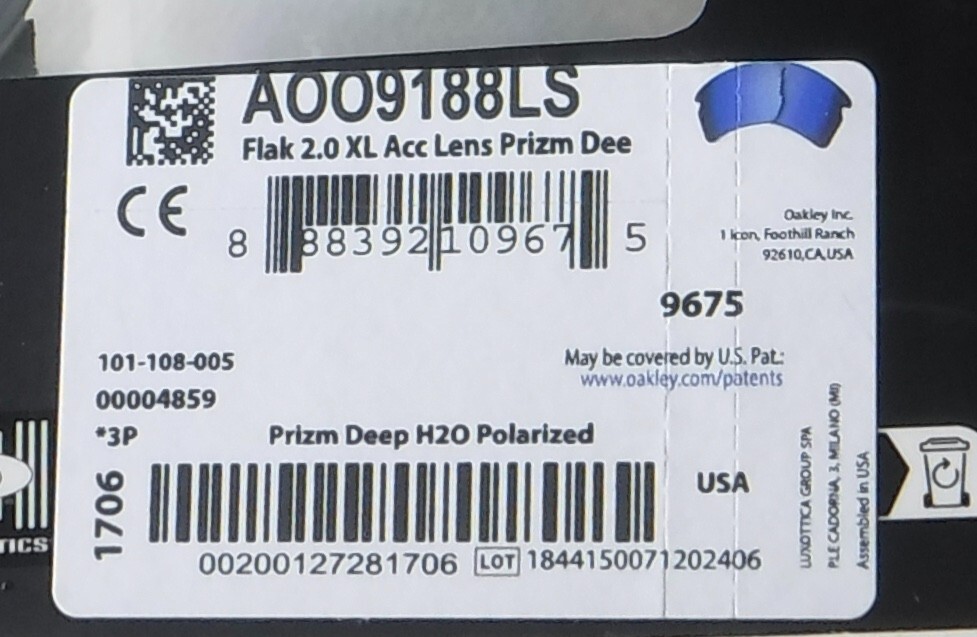 AOO9188LS
Flak 2.0 XL Acc Lens Prizm Dee
CE
8 88392 10967 5
Oakley Inc.
1 Icon, Foothill Ranch
92610,CA,USA
9675
101-108-005
00004859
*3P
May be covered by U.S. Pat.:
www.oakley.com/patents
Prizm Deep H2O Polarized
1706
USA
00200127281706 LOT 1844150071202406
LUXOTTICA GROUP SPA
PLE CADORNA, 3, MILANO (MI)
Assembled in USA
TICS